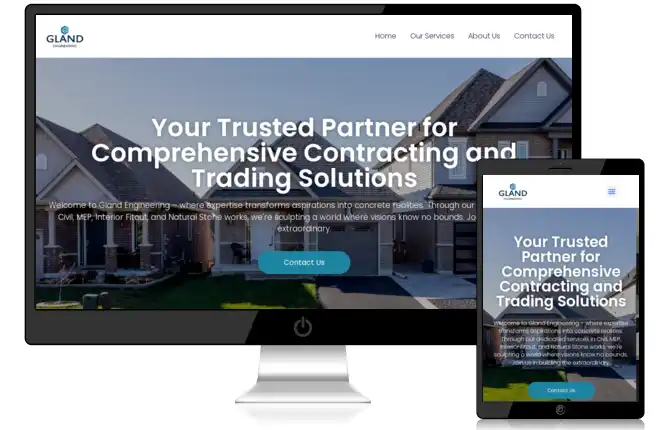 GLAND
ENGINEERING
Home Our Services About Us Contact Us
Your Trusted Partner for
Comprehensive Contracting and
Trading Solutions
Welcome to Gland Engineering – where expertise transforms aspirations into concrete realities. Through our
Civil, MEP, Interior Fitout, and Natural Stone works, we're sculpting a world where visions know no bounds. Jo
extraordinary
Contact Us
GLAND
ENGINEERING
Your Trusted
Partner for
Comprehensive
Contracting and
Trading Solutions
Welcome to Gland Engineering – where expertise
transforms aspirations into concrete realities.
Through our dedicated services in Civil, MEP,
Interior Fitout, and Natural Stone works, we're
sculpting a world where visions know no bounds.
Join us in building the extraordinary.
Contact Us